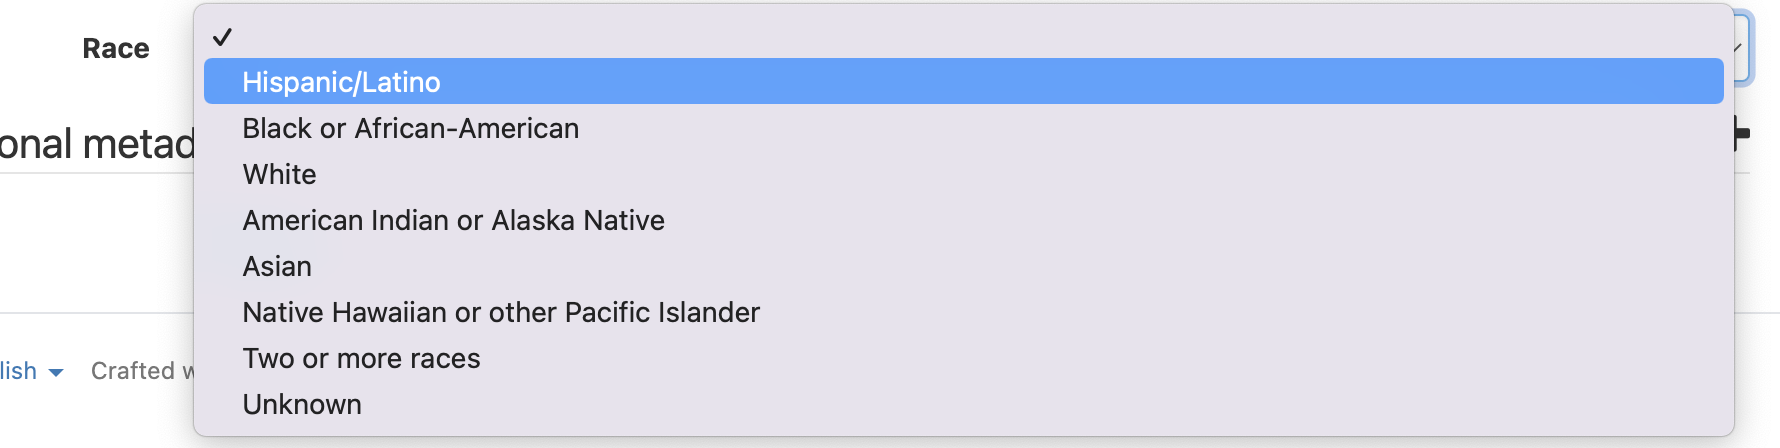 Race
Hispanic/Latino
Black or African-American
onal metad
White
American Indian or Alaska Native
Asian
Native Hawaiian or other Pacific Islander
Two or more races
lish Crafted w
Unknown